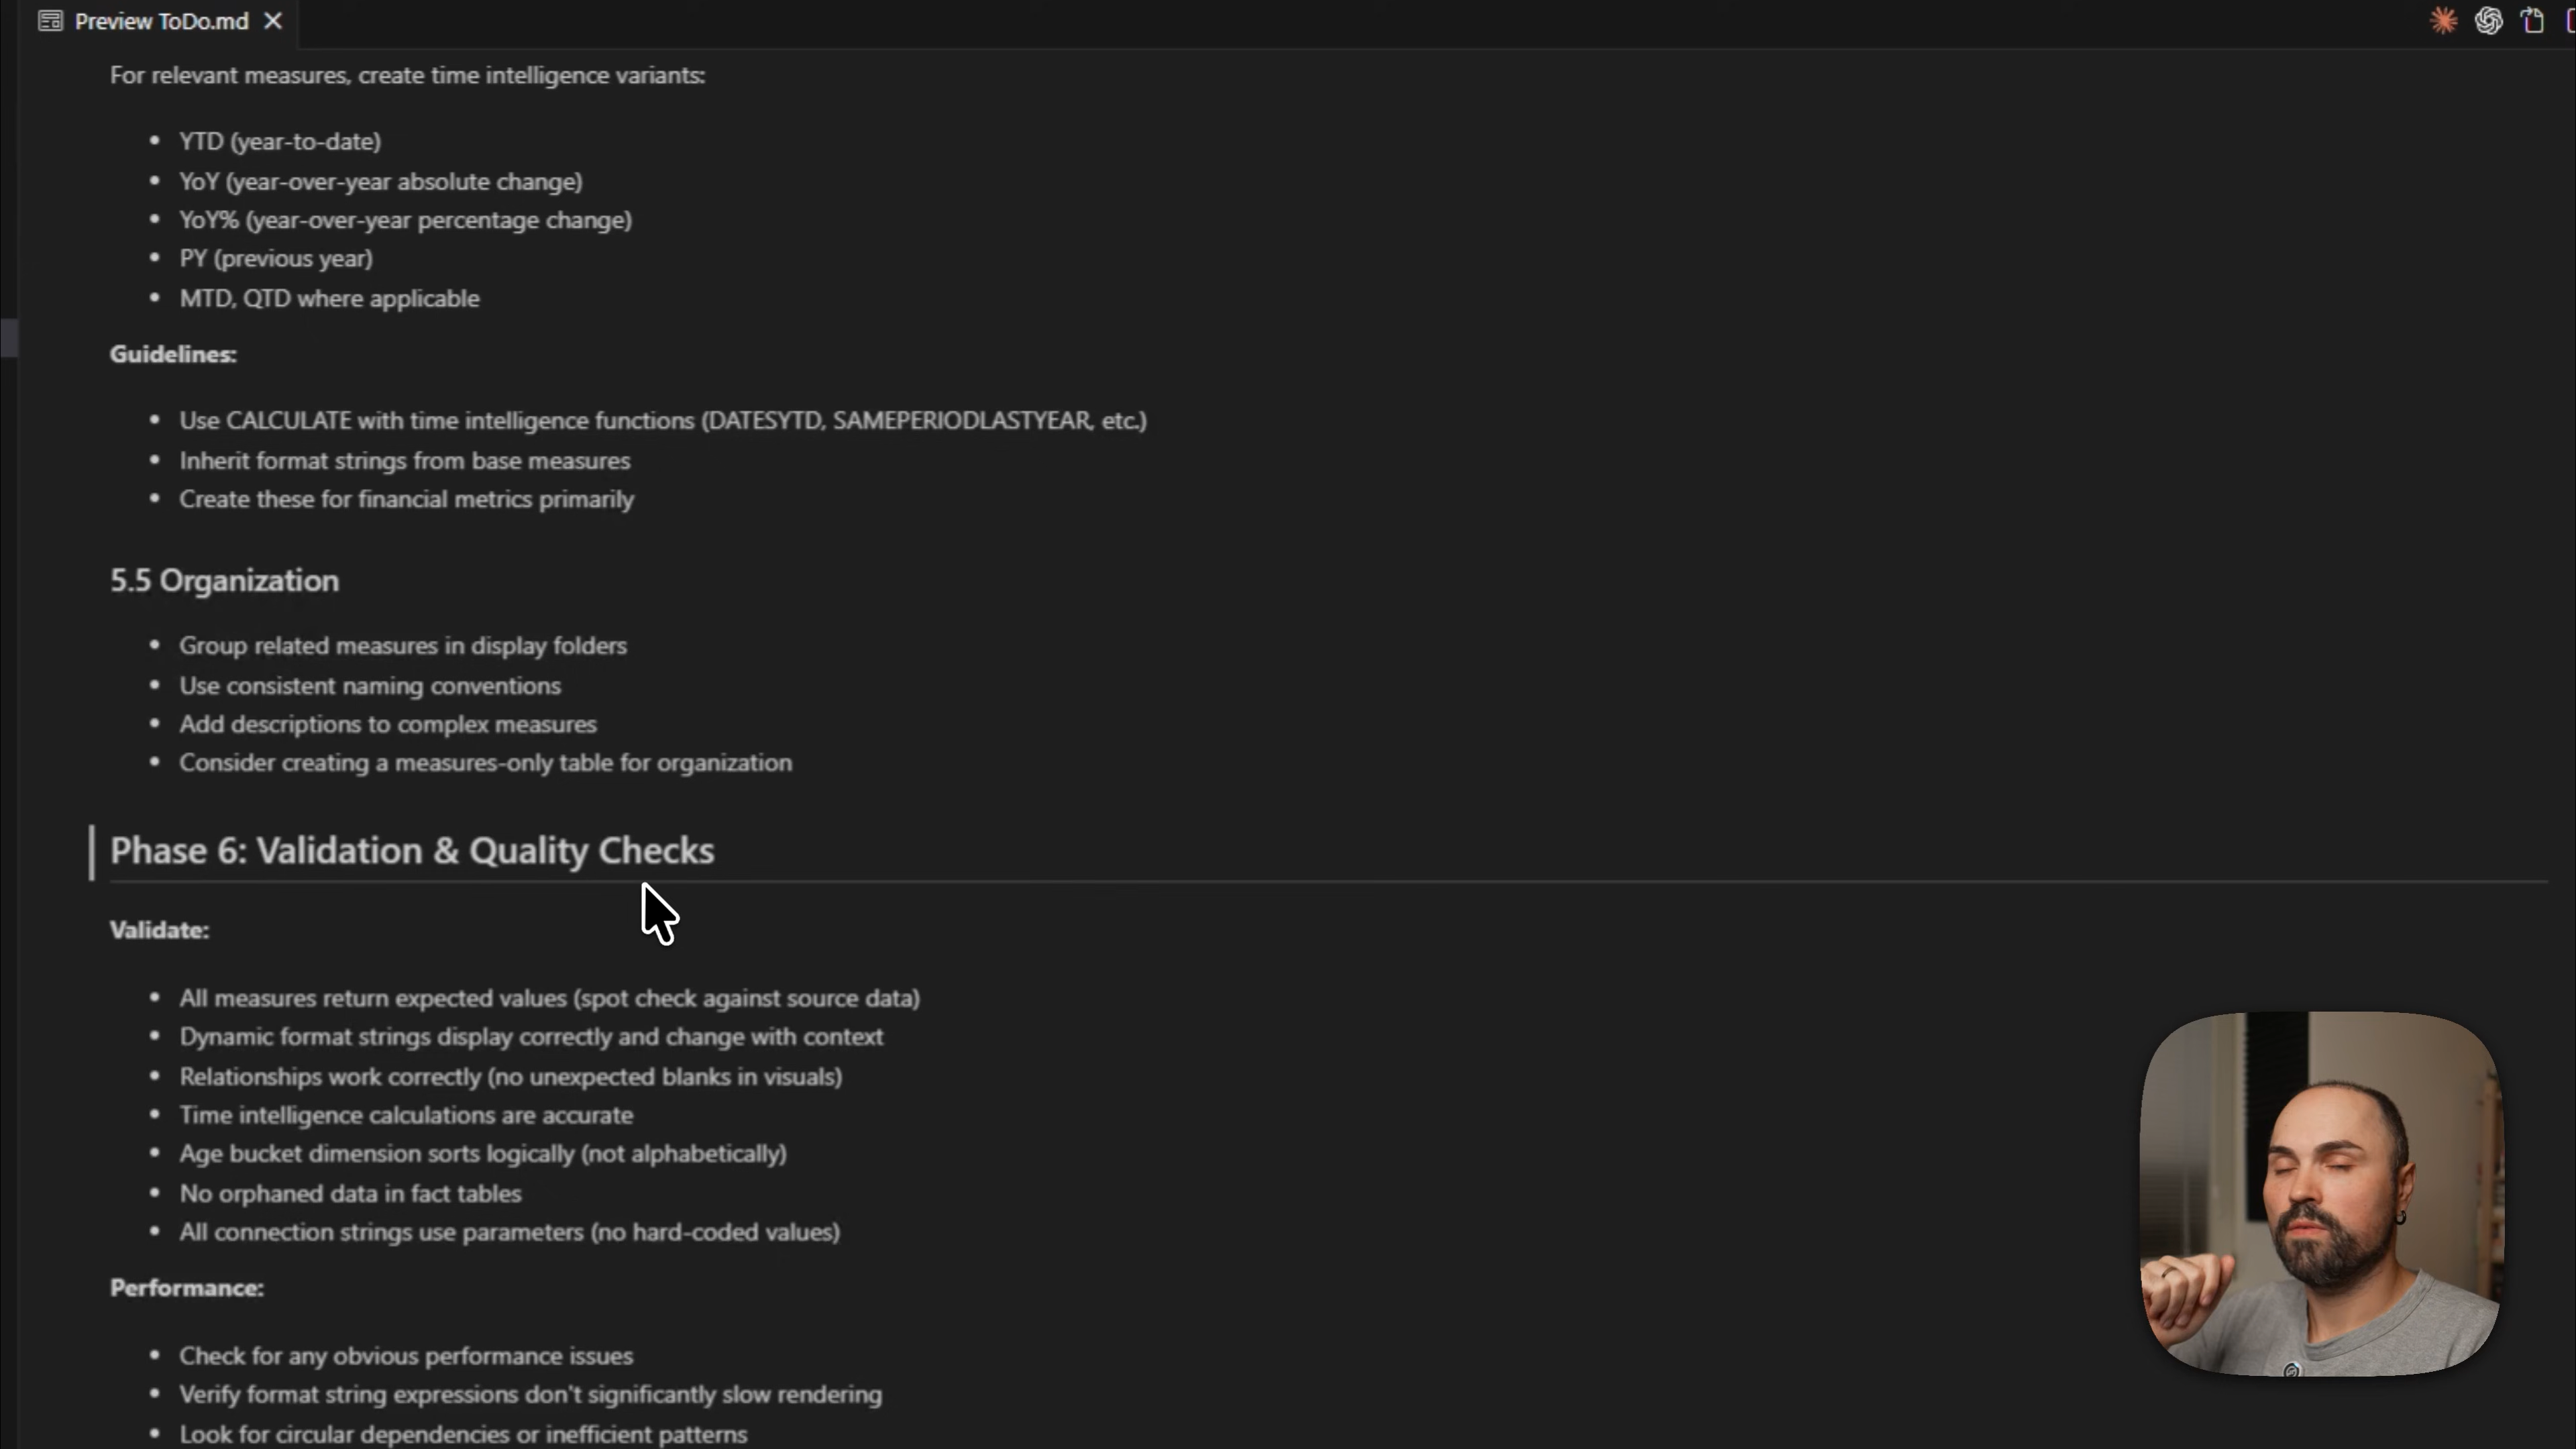 Preview ToDo.md
For relevant measures, create time intelligence variants:
• YTD (year-to-date)
• YoY (year-over-year absolute change)
• YoY% (year-over-year percentage change)
• PY (previous year)
• MTD, QTD where applicable
Guidelines:
• Use CALCULATE with time intelligence functions (DATESYTD, SAMEPERIODLASTYEAR, etc.)
• Inherit format strings from base measures
• Create these for financial metrics primarily
5.5 Organization
• Group related measures in display folders
• Use consistent naming conventions
• Add descriptions to complex measures
• Consider creating a measures-only table for organization
Phase 6: Validation & Quality Checks
Validate:
• All measures return expected values (spot check against source data)
• Dynamic format strings display correctly and change with context
• Relationships work correctly (no unexpected blanks in visuals)
• Time intelligence calculations are accurate
• Age bucket dimension sorts logically (not alphabetically)
• No orphaned data in fact tables
• All connection strings use parameters (no hard-coded values)
Performance:
• Check for any obvious performance issues
• Verify format string expressions don't significantly slow rendering
• Look for circular dependencies or inefficient patterns